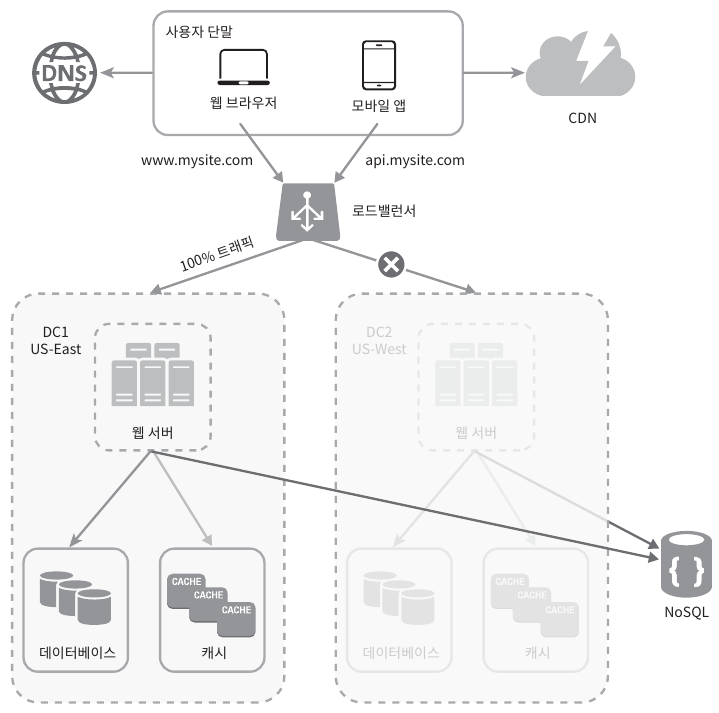 사용자 단말
DNS
웹 브라우저
모바일 앱
CDN
www.mysite.com
api.mysite.com
로드밸런서
100% 트래픽
DC1
US-East
웹 서버
DC2
US-West
웹 서버
CACHE
CACHE
CACHE
데이터베이스
캐시
CACHE
CACHE
CACHE
데이터베이스
캐시
{ }
NoSQL